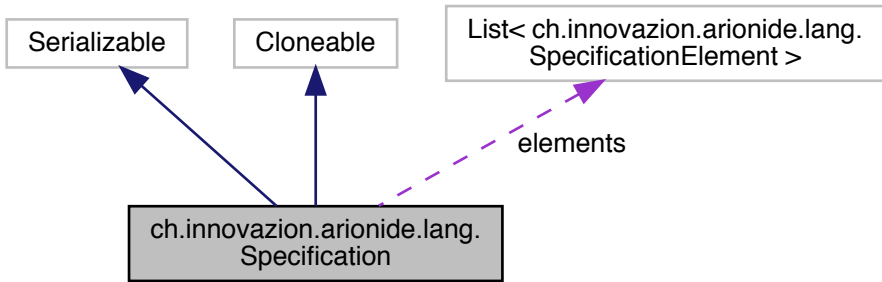 Serializable
Cloneable
List< ch.innovazion.arionide.lang.
SpecificationElement >
elements
ch.innovazion.arionide.lang.
Specification